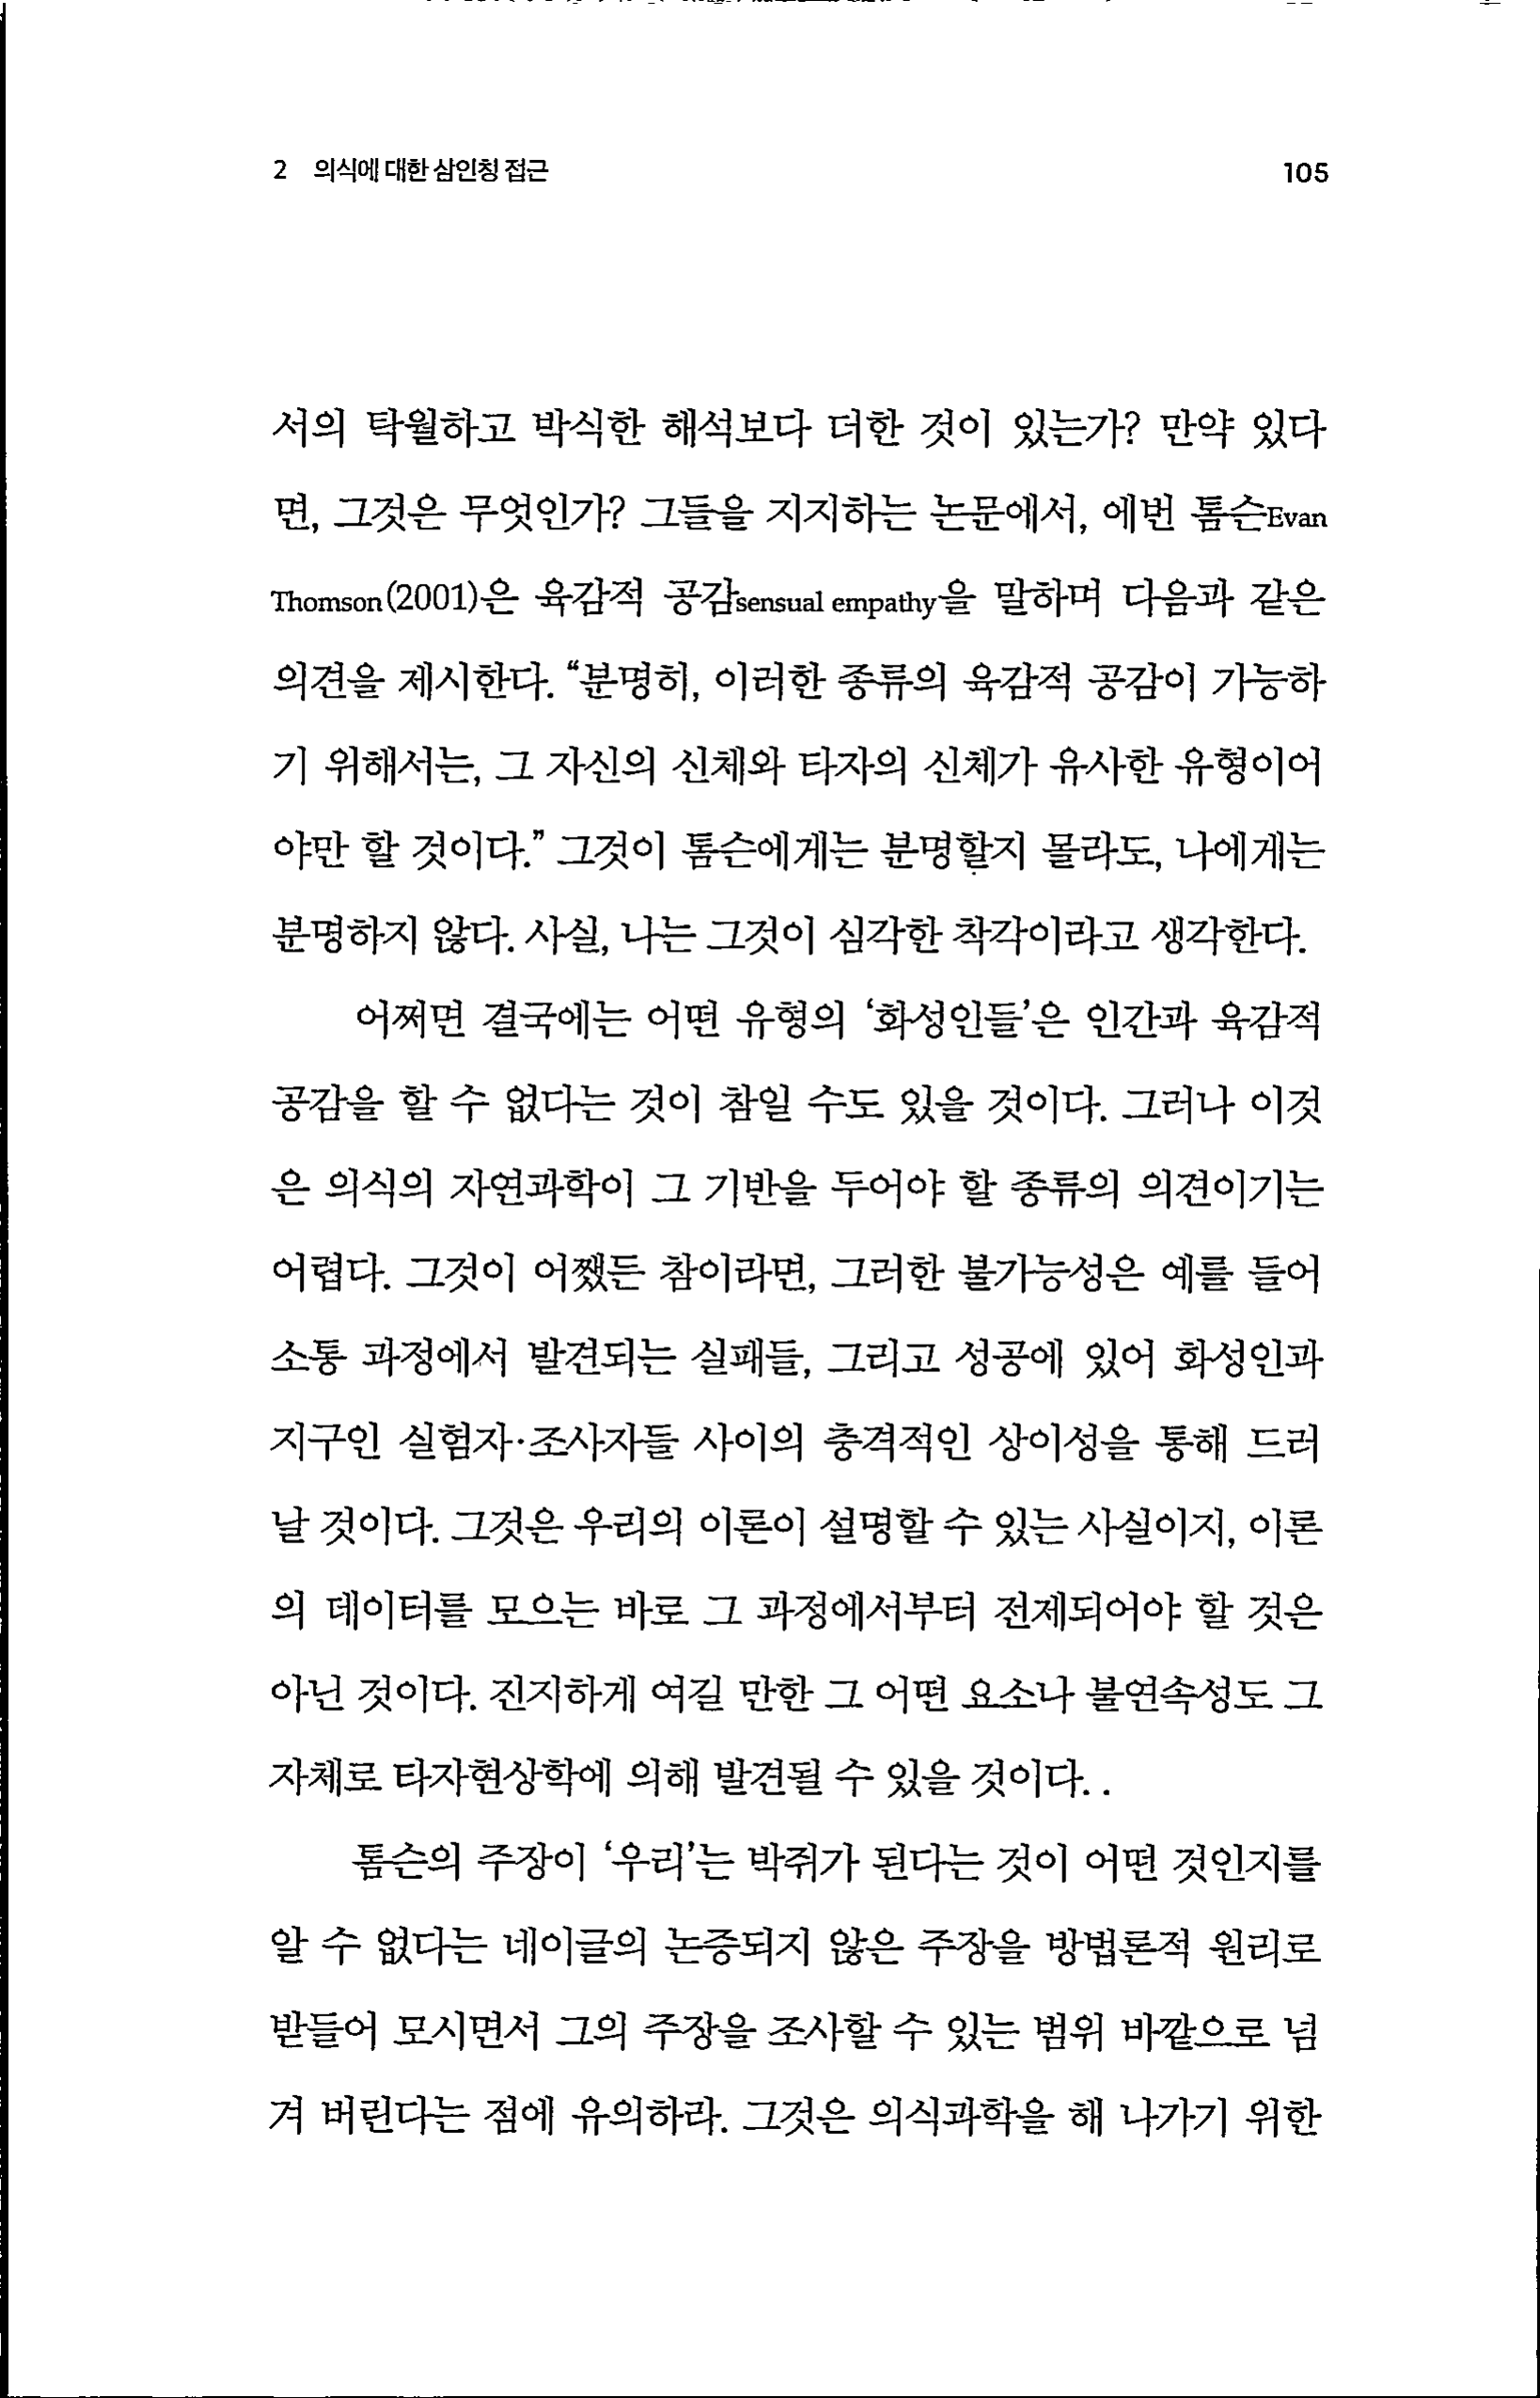 2 의식에 대한 삼인칭 접근 105
서의 탁월하고 박식한 해석보다 더한 것이 있는가? 만약 있다
면, 그것은 무엇인가? 그들을 지지하는 논문에서, 에번 톰슨Evan
Thomson(2001)은 육감적 공감sensual empathy을 말하며 다음과 같은
의견을 제시한다. “분명히, 이러한 종류의 육감적 공감이 가능하
기 위해서는, 그 자신의 신체와 타자의 신체가 유사한 유형이어
야만 할 것이다.” 그것이 톰슨에게는 분명할지 몰라도, 나에게는
분명하지 않다. 사실, 나는 그것이 심각한 착각이라고 생각한다.
어쩌면 결국에는 어떤 유형의 ‘화성인들’은 인간과 육감적
공감을 할 수 없다는 것이 참일 수도 있을 것이다. 그러나 이것
은 의식의 자연과학이 그 기반을 두어야 할 종류의 의견이기는
어렵다. 그것이 어쨌든 참이라면, 그러한 불가능성은 예를 들어
소통 과정에서 발견되는 실패들, 그리고 성공에 있어 화성인과
지구인 실험자·조사자들 사이의 충격적인 상이성을 통해 드러
날 것이다. 그것은 우리의 이론이 설명할 수 있는 사실이지, 이론
의 데이터를 모으는 바로 그 과정에서부터 전제되어야 할 것은
아닌 것이다. 진지하게 여길 만한 그 어떤 요소나 불연속성도 그
자체로 타자현상학에 의해 발견될 수 있을 것이다. .
톰슨의 주장이 ‘우리’는 박쥐가 된다는 것이 어떤 것인지를
알 수 없다는 네이글의 논증되지 않은 주장을 방법론적 원리로
받들어 모시면서 그의 주장을 조사할 수 있는 범위 바깥으로 넘
겨 버린다는 점에 유의하라. 그것은 의식과학을 해 나가기 위한